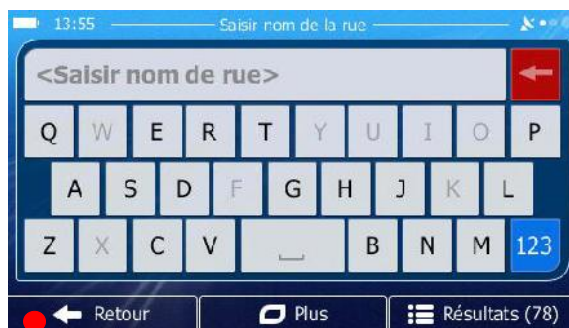 13:55 Saisir nom de la rue
<Saisir nom de rue>
Q W E R T Y U I O P
A S D F G H J K L
Z X C V B N M 123
Retour Plus Résultats (78)